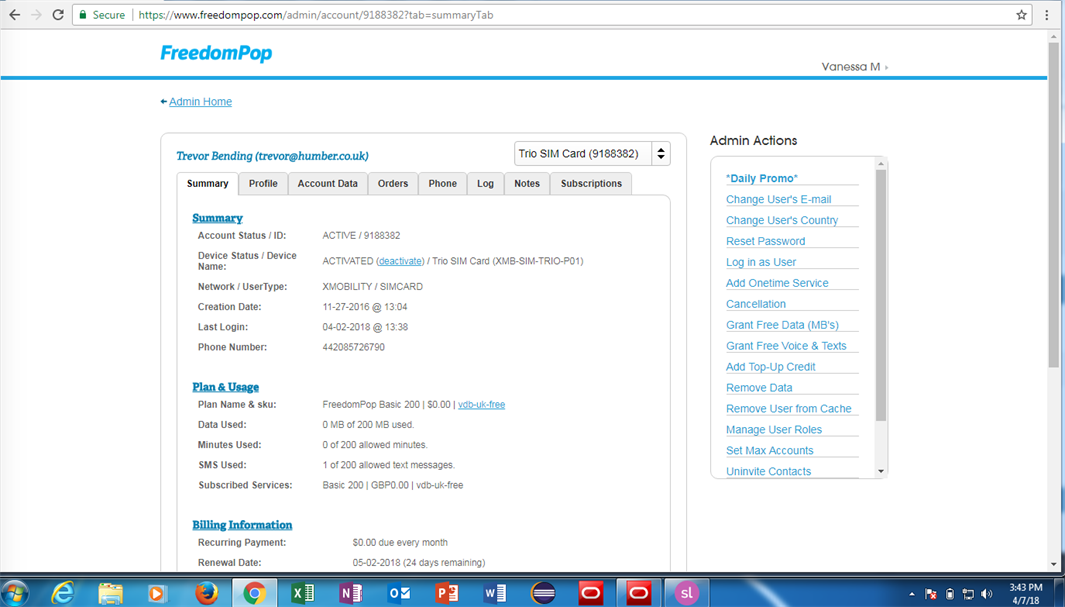 Secure | https://www.freedompop.com/admin/account/9188382?tab=summaryTab
FreedomPop
Vanessa M
Admin Home
Trevor Bending (trevor@humber.co.uk)
Trio SIM Card (9188382)
Summary Profile Account Data Orders Phone Log Notes Subscriptions
Summary
Account Status / ID: ACTIVE / 9188382
Device Status / Device
Name:
ACTIVATED (deactivate) / Trio SIM Card (XMB-SIM-TRIO-P01)
Network / UserType: XMOBILITY / SIMCARD
Creation Date: 11-27-2016 @ 13:04
Last Login: 04-02-2018 @ 13:38
Phone Number: 442085726790
Plan & Usage
Plan Name & sku: FreedomPop Basic 200 | $0.00 | vdb-uk-free
Data Used: 0 MB of 200 MB used.
Minutes Used: 0 of 200 allowed minutes.
SMS Used: 1 of 200 allowed text messages.
Subscribed Services: Basic 200 | GBP0.00 | vdb-uk-free
Billing Information
Recurring Payment: $0.00 due every month
Renewal Date: 05-02-2018 (24 days remaining)
Admin Actions
*Daily Promo*
Change User's E-mail
Change User's Country
Reset Password
Log in as User
Add Onetime Service
Cancellation
Grant Free Data (MB's)
Grant Free Voice & Texts
Add Top-Up Credit
Remove Data
Remove User from Cache
Manage User Roles
Set Max Accounts
Uninvite Contacts
sl
3:43 PM
4/7/18